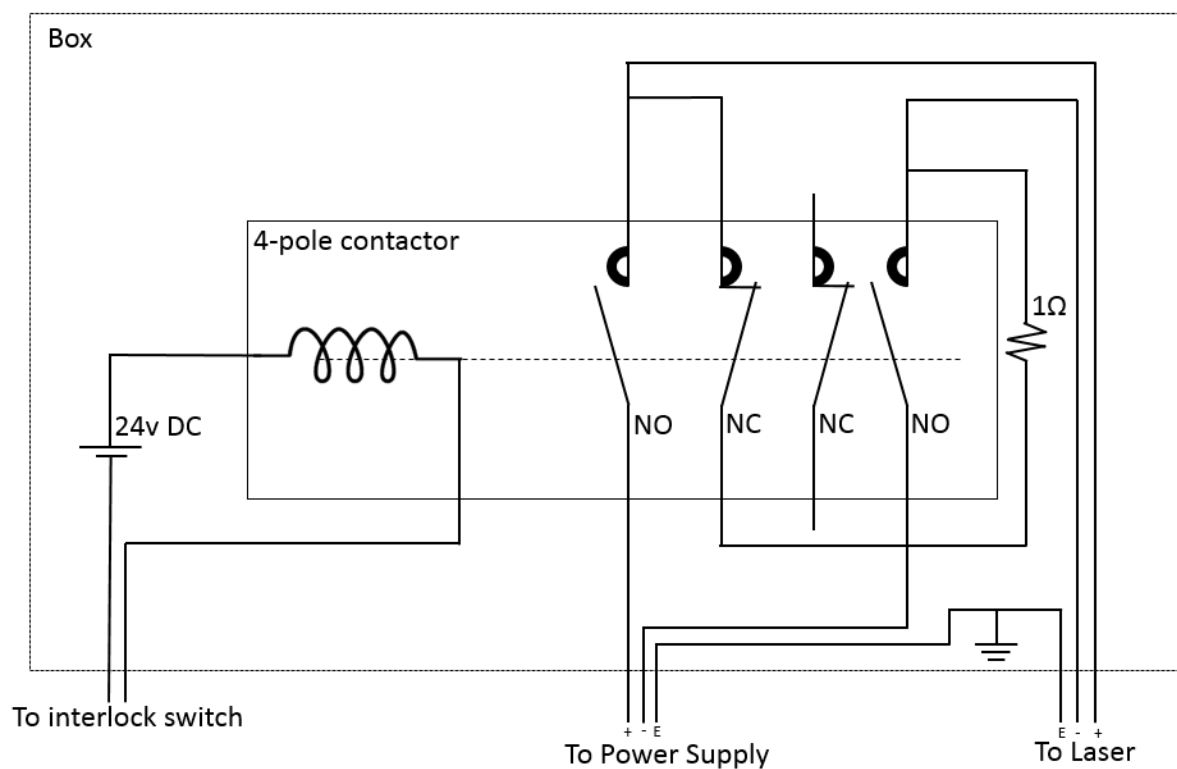 Box
4-pole contactor
1Ω
24v DC
NO
NC
NC
NO
To interlock switch
+ - E
To Power Supply
E - +
To Laser